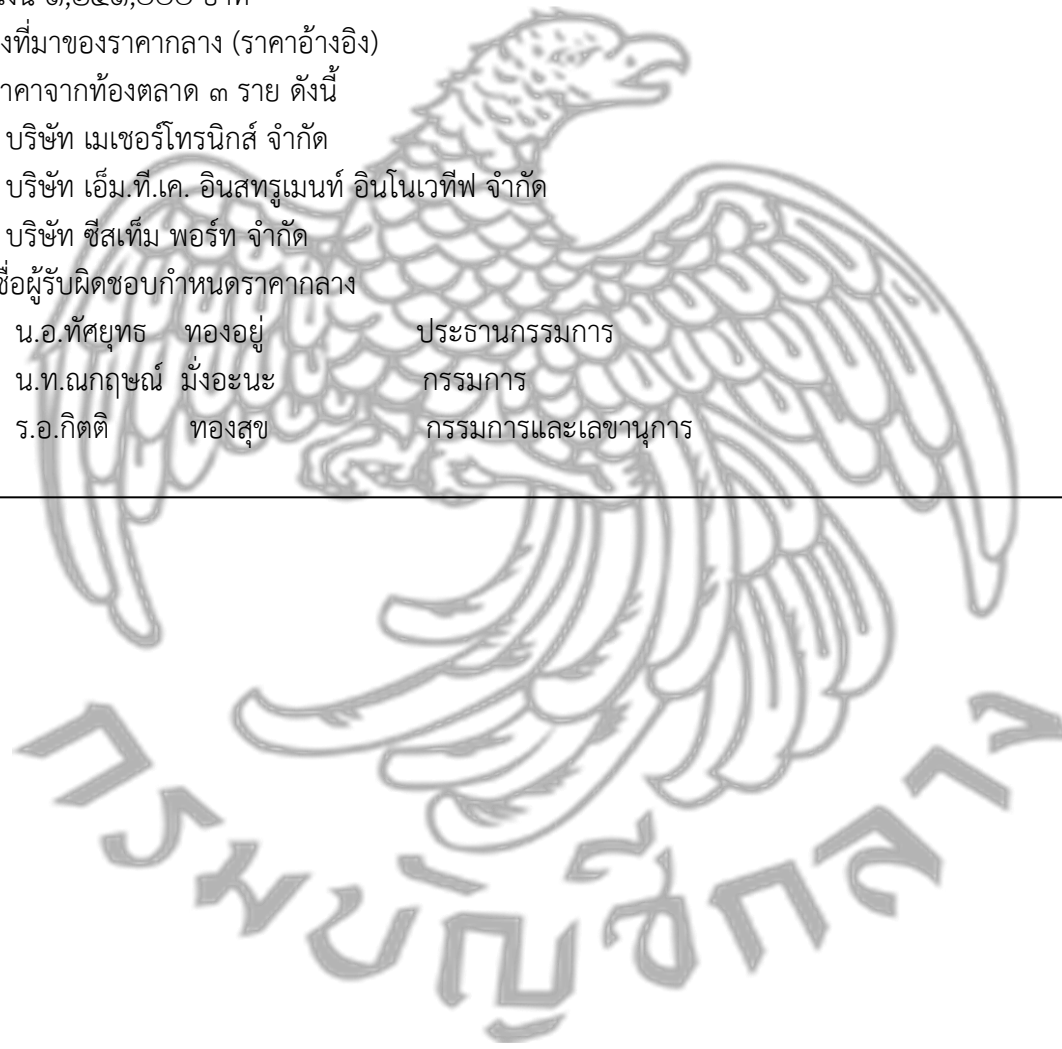 งที่มาของราคากลาง (ราคาอ้างอิง)
าคาจากท้องตลาด ๓ ราย ดังนี้
บริษัท เมเชอร์โทรนิกส์ จำกัด
บริษัท เอ็ม.ที.เค. อินสทรูเมนท์ อินโนเวทีฟ จำกัด
บริษัท ซีสเท็ม พอร์ท จำกัด
ชื่อผู้รับผิดชอบกำหนดราคากลาง
น.อ.ทัศยุทธ ทองอยู่ ประธานกรรมการ
น.ท.ณกฤษณ์ มั่งอะนะ กรรมการ
ร.อ.กิตติ ทองสุข กรรมการและเลขานุการ
กรมบัญชีกลาง